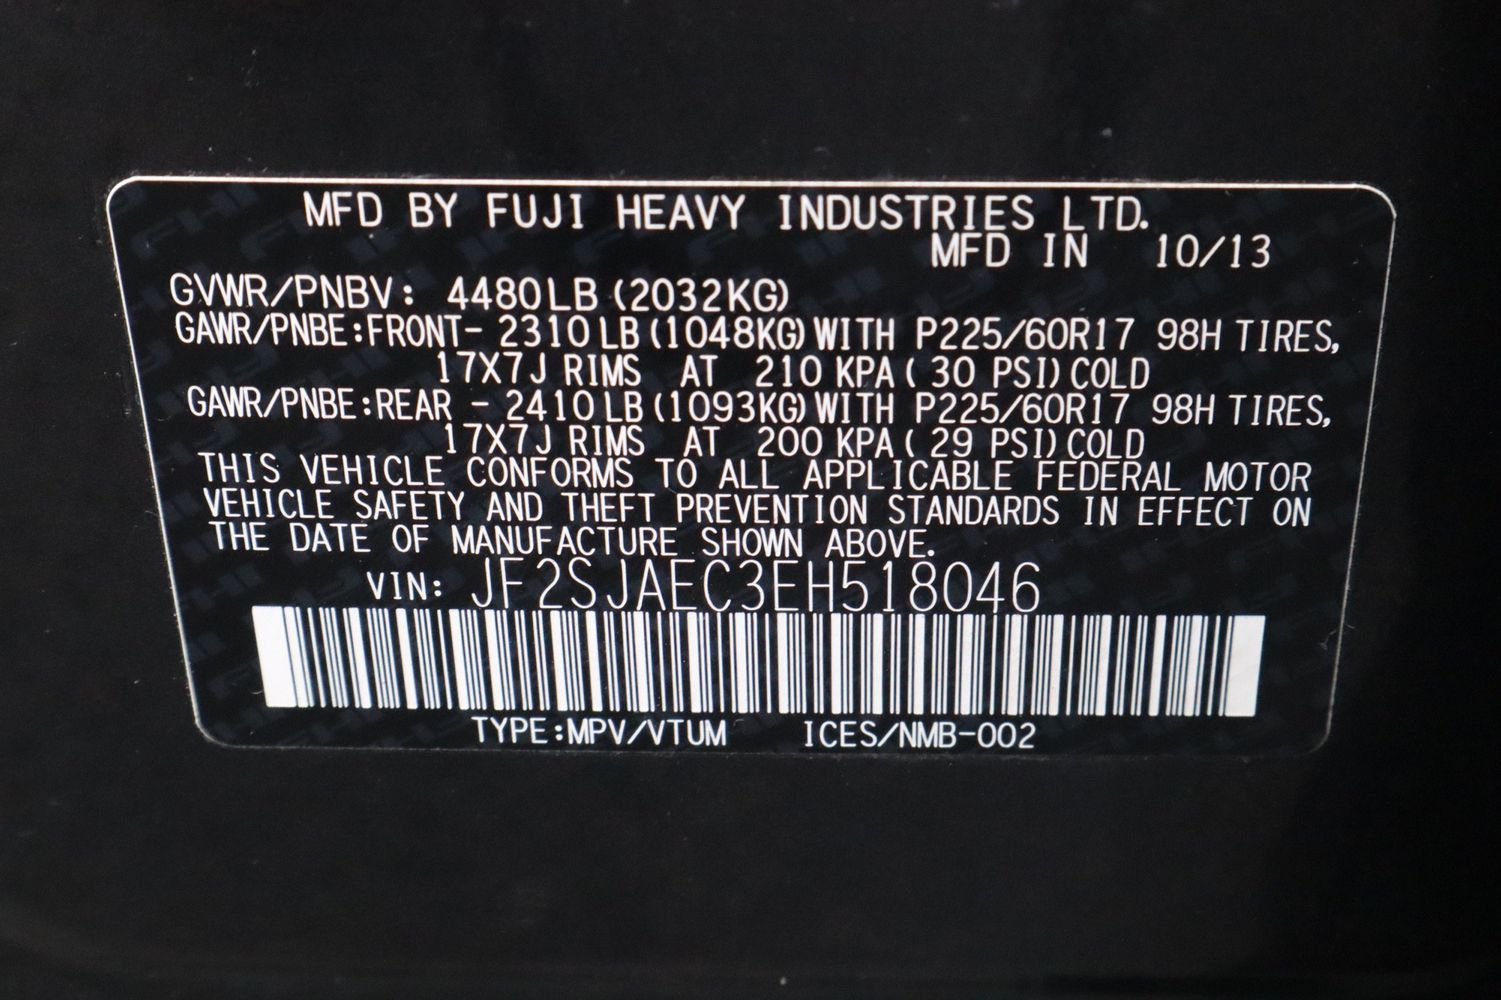 MFD BY FUJI HEAVY INDUSTRIES LTD.
MFD IN 10/13
GVWR/PNBV: 4480LB (2032KG)
GAWR/PNBE:FRONT- 2310LB (1048KG) WITH P225/60R17 98H TIRES,
17X7J RIMS AT 210 KPA ( 30 PSI) COLD
GAWR/PNBE:REAR - 2410LB (1093KG) WITH P225/60R17 98H TIRES,
17X7J RIMS AT 200 KPA ( 29 PSI) COLD
THIS VEHICLE CONFORMS TO ALL APPLICABLE FEDERAL MOTOR
VEHICLE SAFETY AND THEFT PREVENTION STANDARDS IN EFFECT ON
THE DATE OF MANUFACTURE SHOWN ABOVE.
VIN: JF2SJAEC3EH518046
TYPE:MPV/VTUM ICES/NMB-002